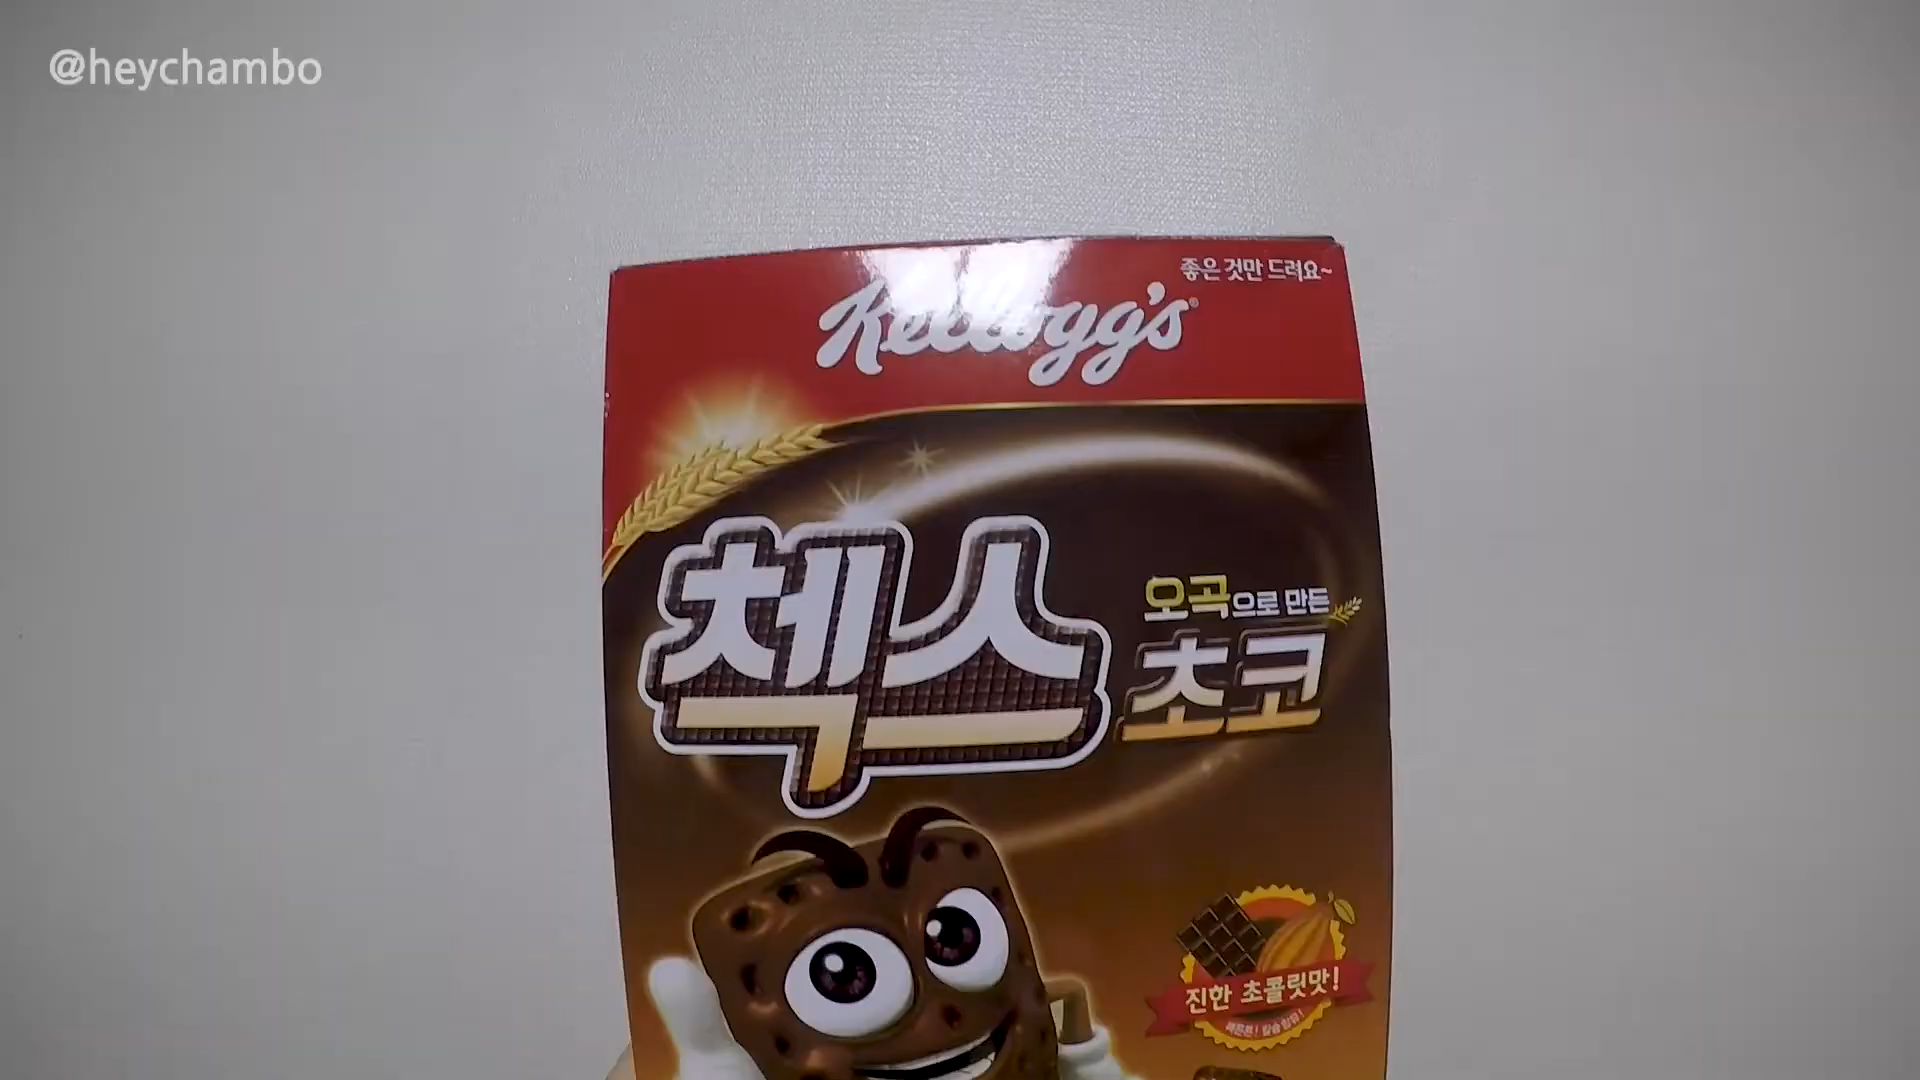 @heychambo
좋은 것만 드려요~
Kellogg's
첵스
오곡으로 만든
초코
진한 초콜릿맛!